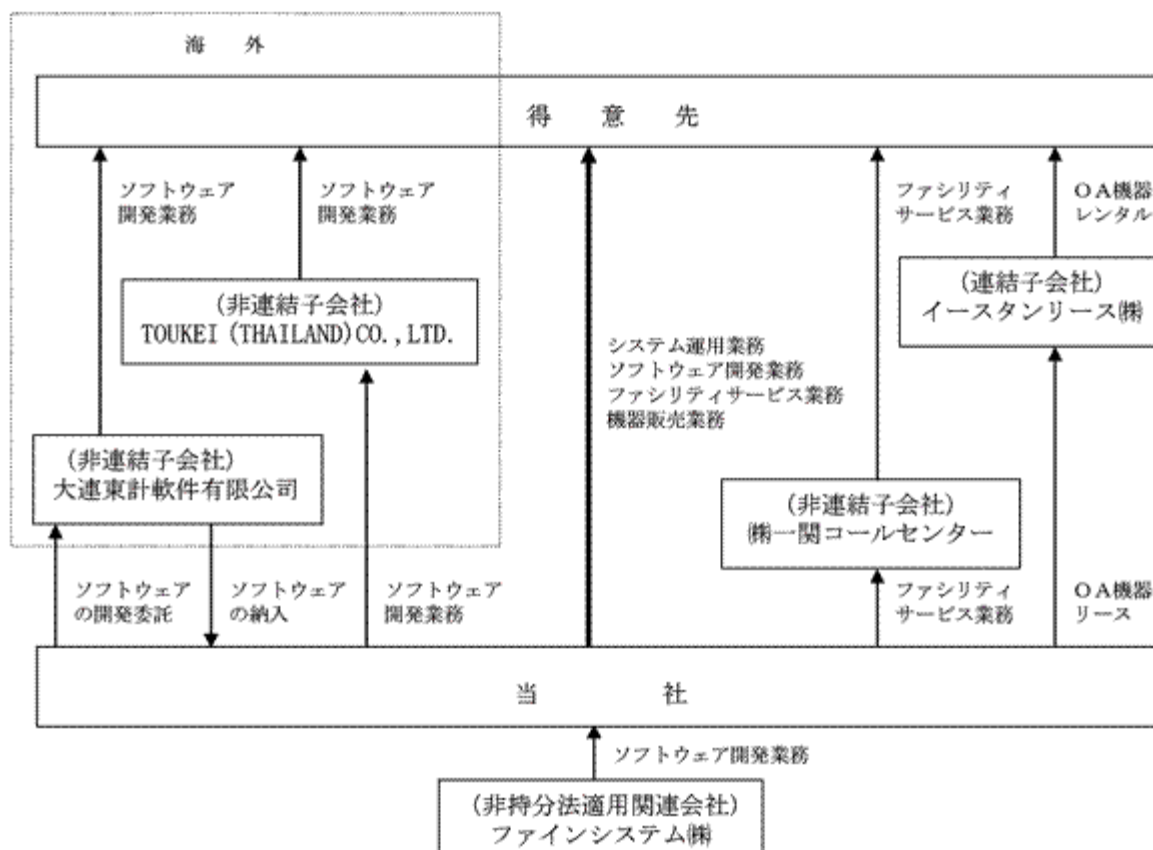 海 外
得 意 先
ソフトウェア
開発業務
ソフトウェア
開発業務
ファシリティ
サービス業務
OA機器
レンタル
(非連結子会社)
TOUKEI (THAILAND) CO., LTD.
(連結子会社)
イースタンリース㈱
システム運用業務
ソフトウェア開発業務
ファシリティサービス業務
機器販売業務
(非連結子会社)
大連東計軟件有限公司
(非連結子会社)
㈱一関コールセンター
ソフトウェア
の開発委託
ソフトウェア
の納入
ソフトウェア
開発業務
ファシリティ
サービス業務
OA機器
リース
当 社
ソフトウェア開発業務
(非持分法適用関連会社)
ファインシステム㈱